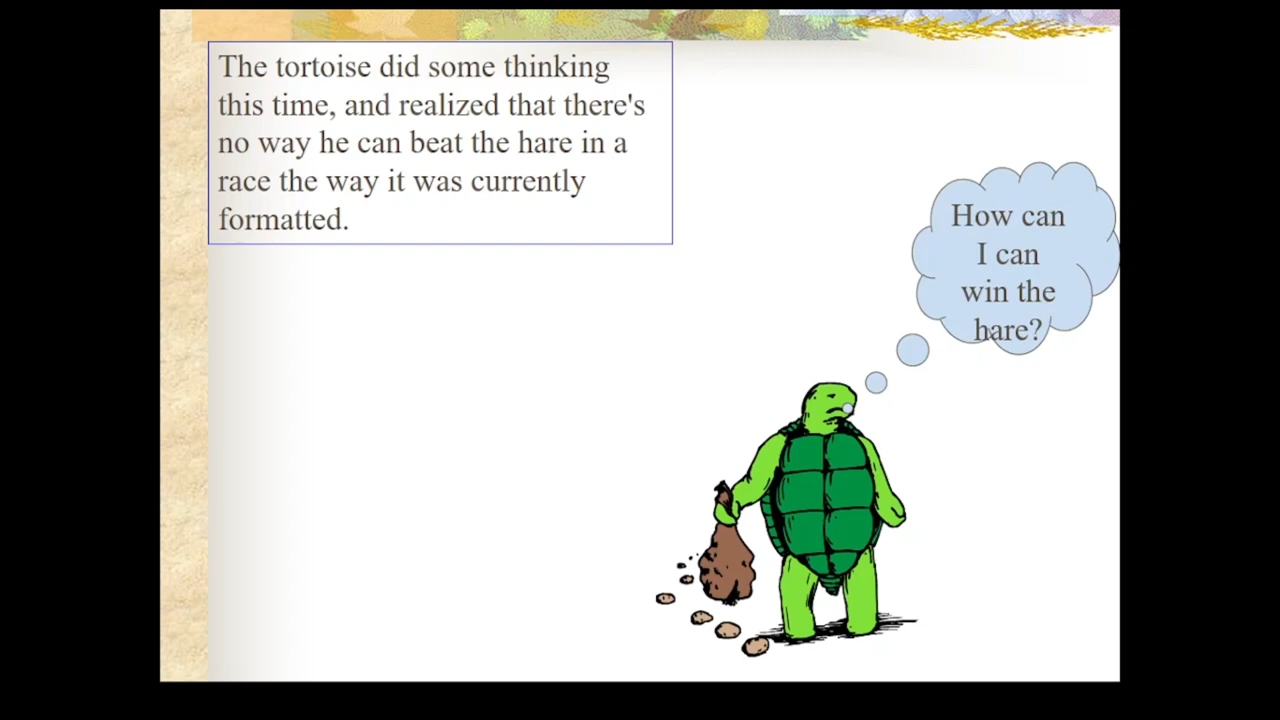 The tortoise did some thinking
this time, and realized that there's
no way he can beat the hare in a
race the way it was currently
formatted.
How can
I can
win the
hare?